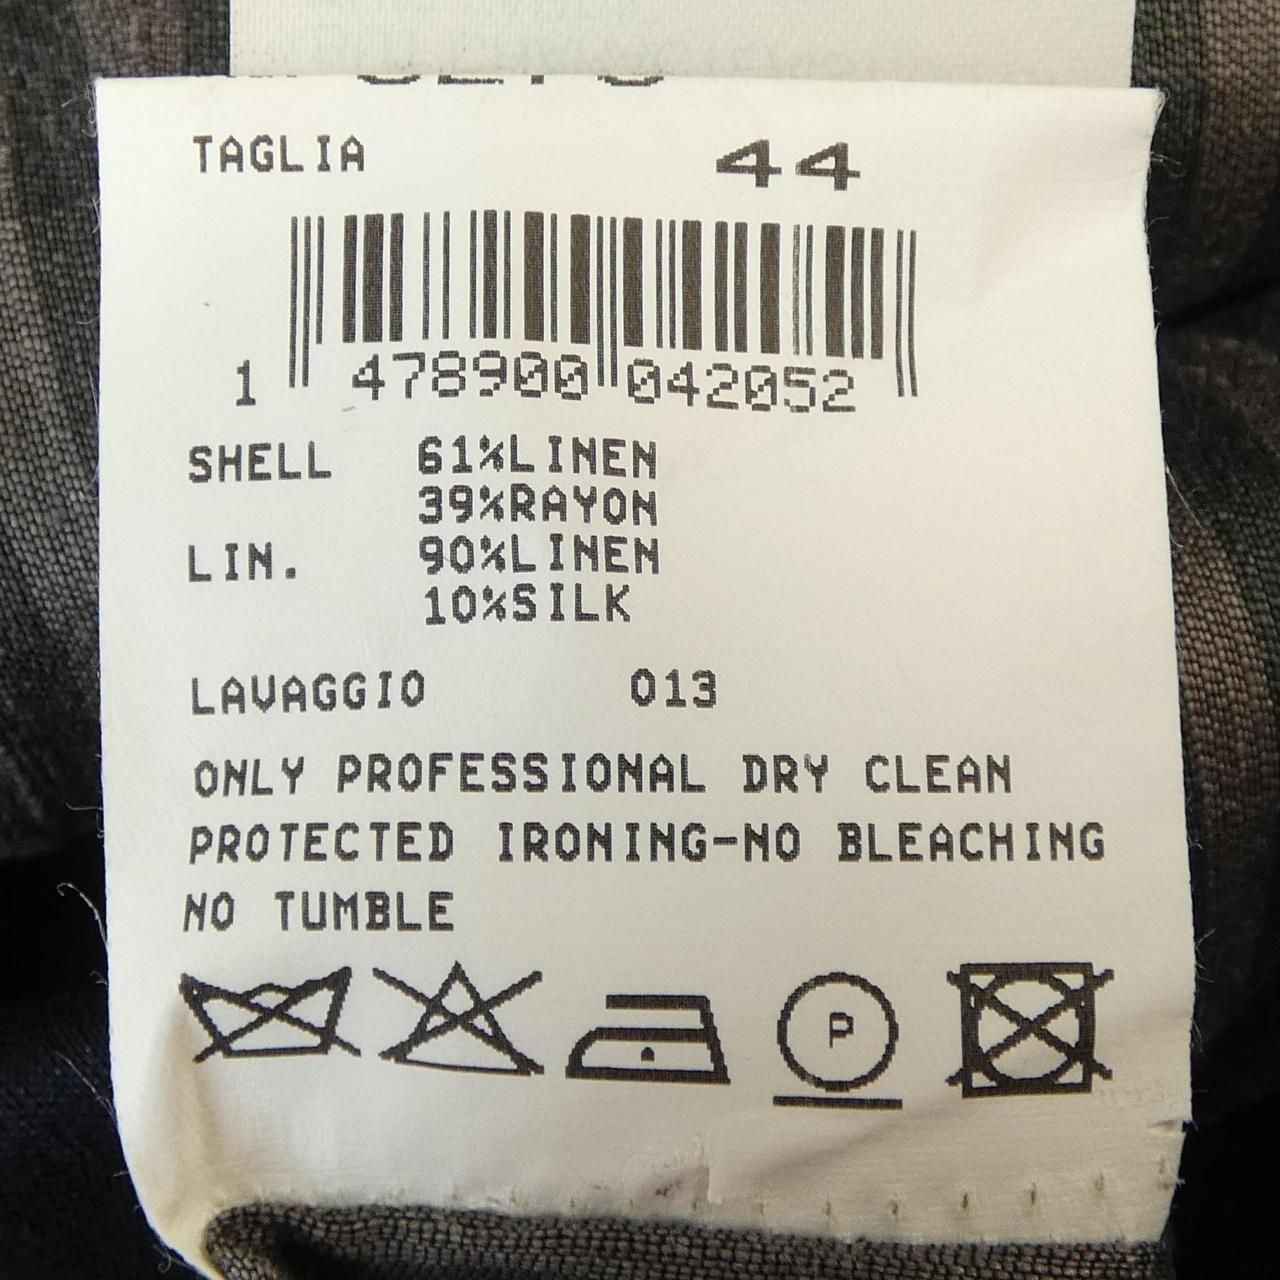 TAGLIA 44
1 478900 042052
SHELL 61%LINEN
39%RAYON
LIN. 90%LINEN
10%SILK
LAVAGGIO 013
ONLY PROFESSIONAL DRY CLEAN
PROTECTED IRONING-NO BLEACHING
NO TUMBLE
P